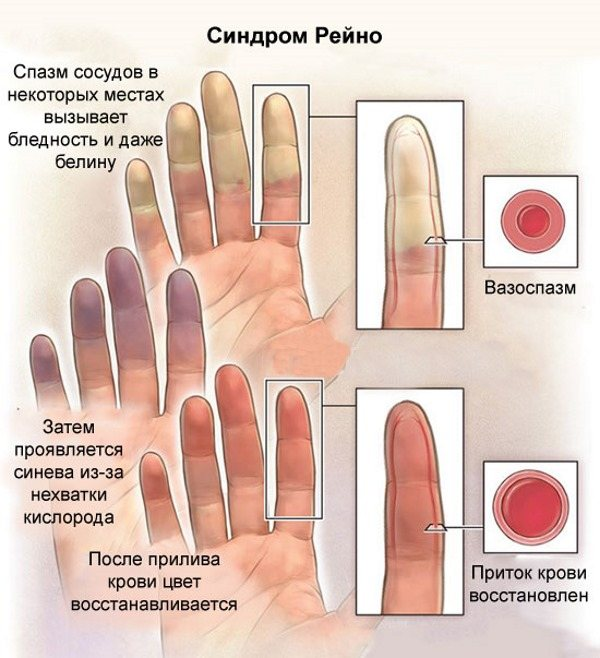 Синдром Рейно
Спазм сосудов в
некоторых местах
вызывает
бледность и даже
белину
Вазоспазм
Затем
проявляется
синева из-за
нехватки
кислорода
После прилива
крови цвет
восстанавливается
Приток крови
восстановлен